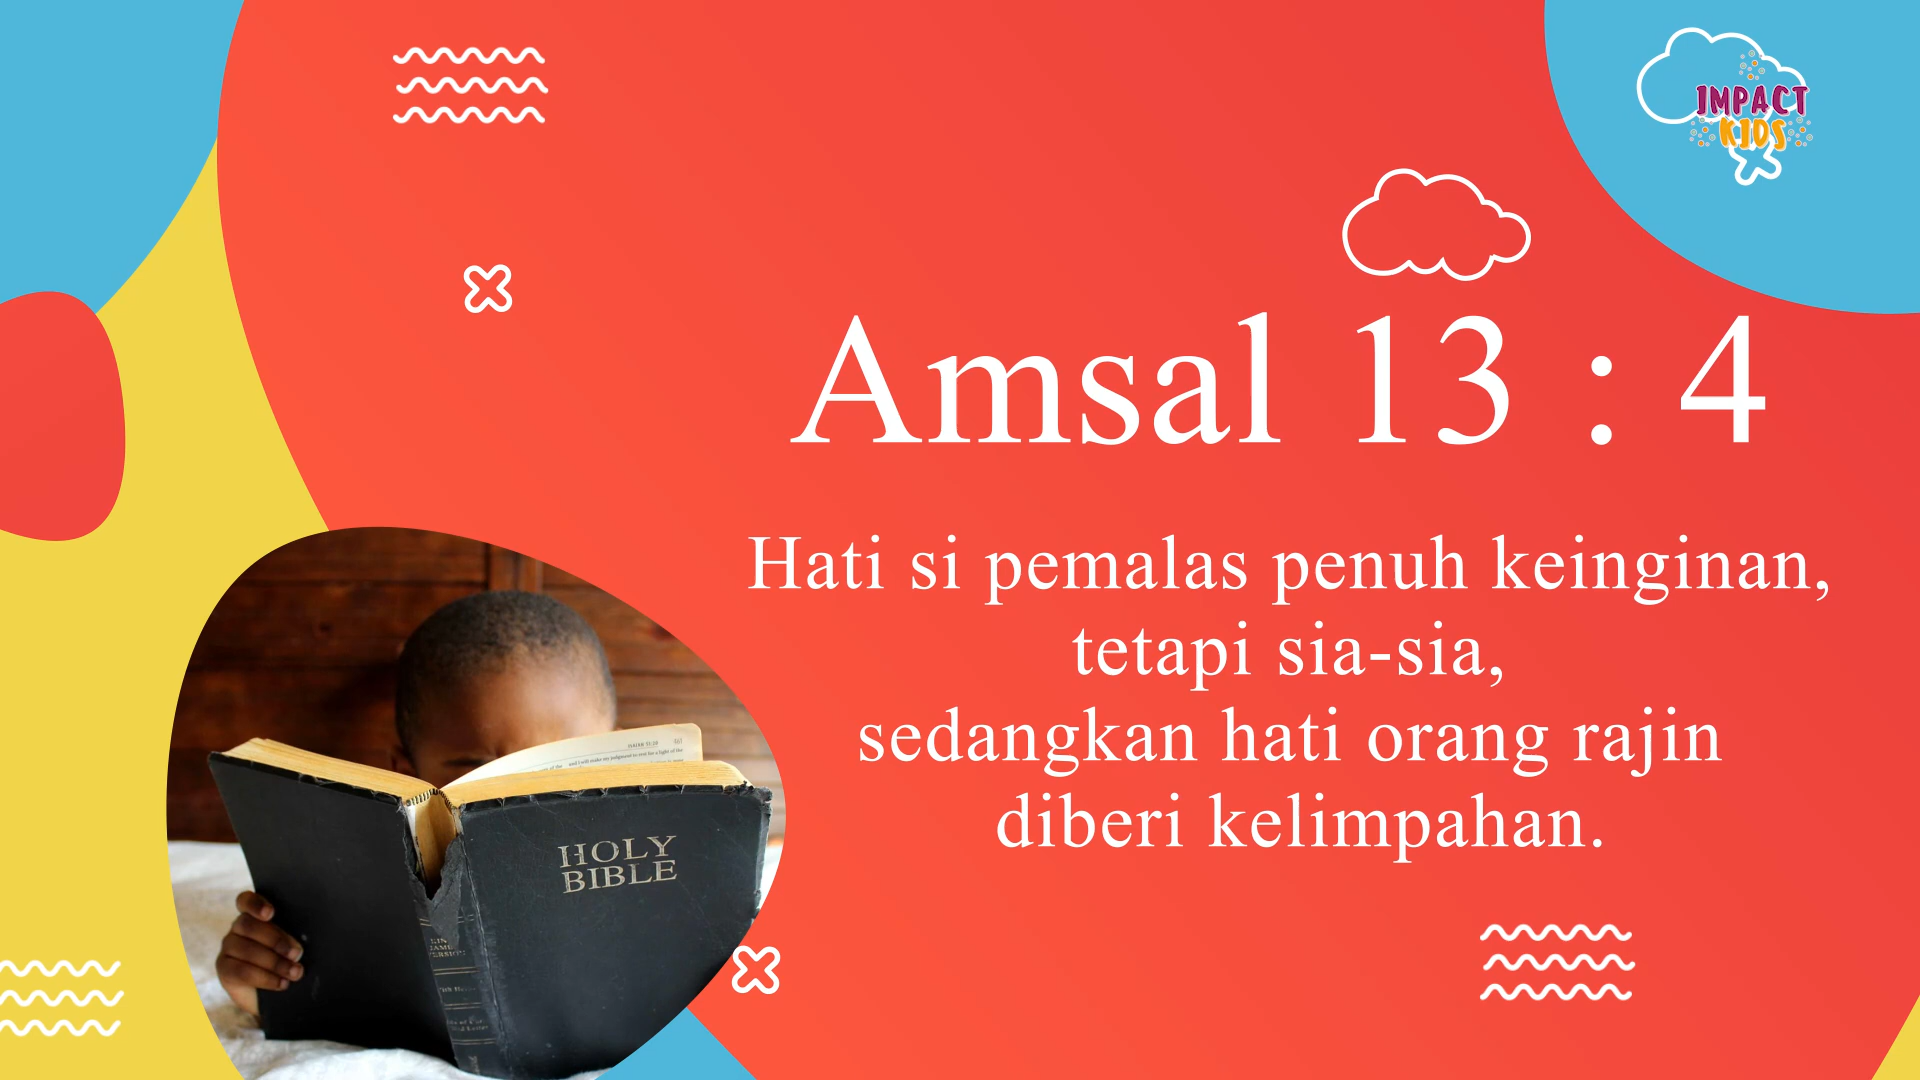 IMPACT
KIDS
Amsal 13 : 4
Hati si pemalas penuh keinginan,
tetapi sia-sia,
sedangkan hati orang rajin
diberi kelimpahan.
HOLY
BIBLE